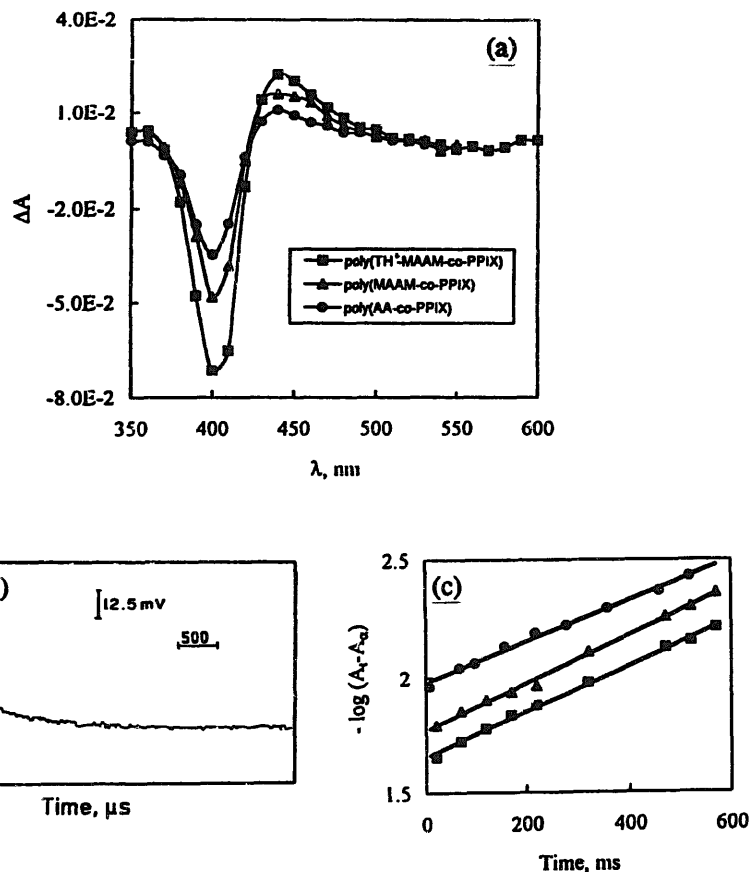 4.0E-2
1.0E-2
-2.0E-2
-5.0E-2
-8.0E-2
ΔA
(a)
poly(TH⁺-MAAM-co-PPIX)
poly(MAAM-co-PPIX)
poly(AA-co-PPIX)
350 400 450 500 550 600
λ, nm
)
12.5 mV
500
Time, μs
2.5
2
1.5
- log (Aₜ-Aα)
(c)
0 200 400 600
Time, ms